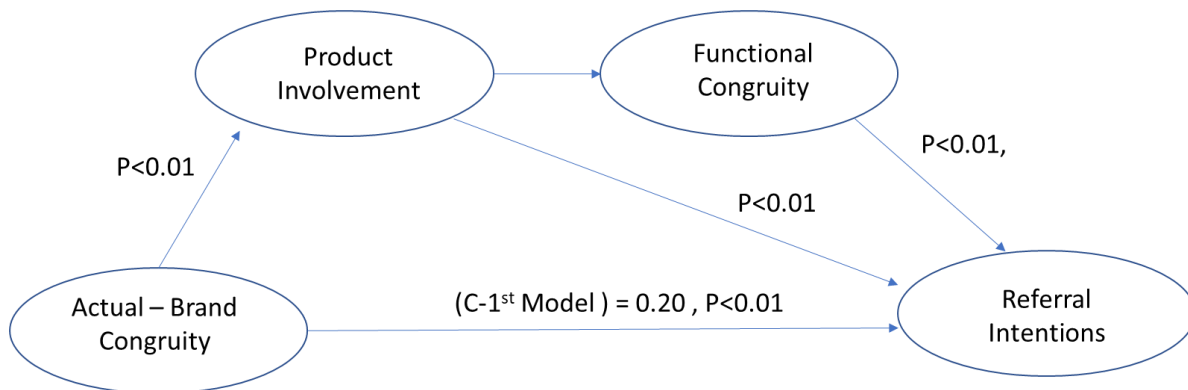 Product
Involvement
Functional
Congruity
P<0.01
P<0.01,
P<0.01
Actual – Brand
Congruity
(C-1st Model ) = 0.20 , P<0.01
Referral
Intentions